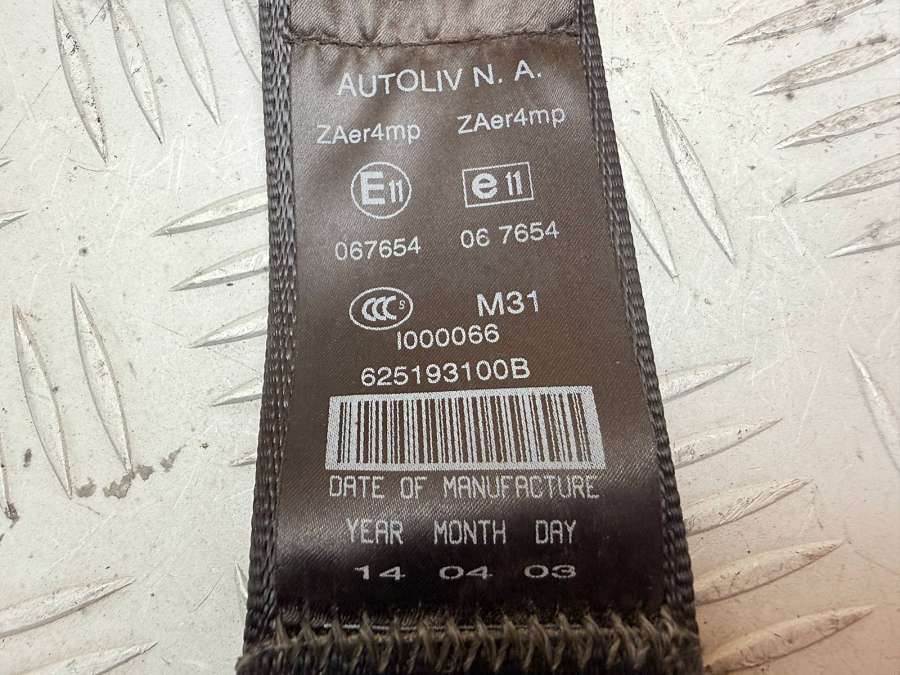 AUTOLIV N. A.
ZAer4mp ZAer4mp
E11 e11
067654 06 7654
CCC S M31
I000066
625193100B
DATE OF MANUFACTURE
YEAR MONTH DAY
14 04 03